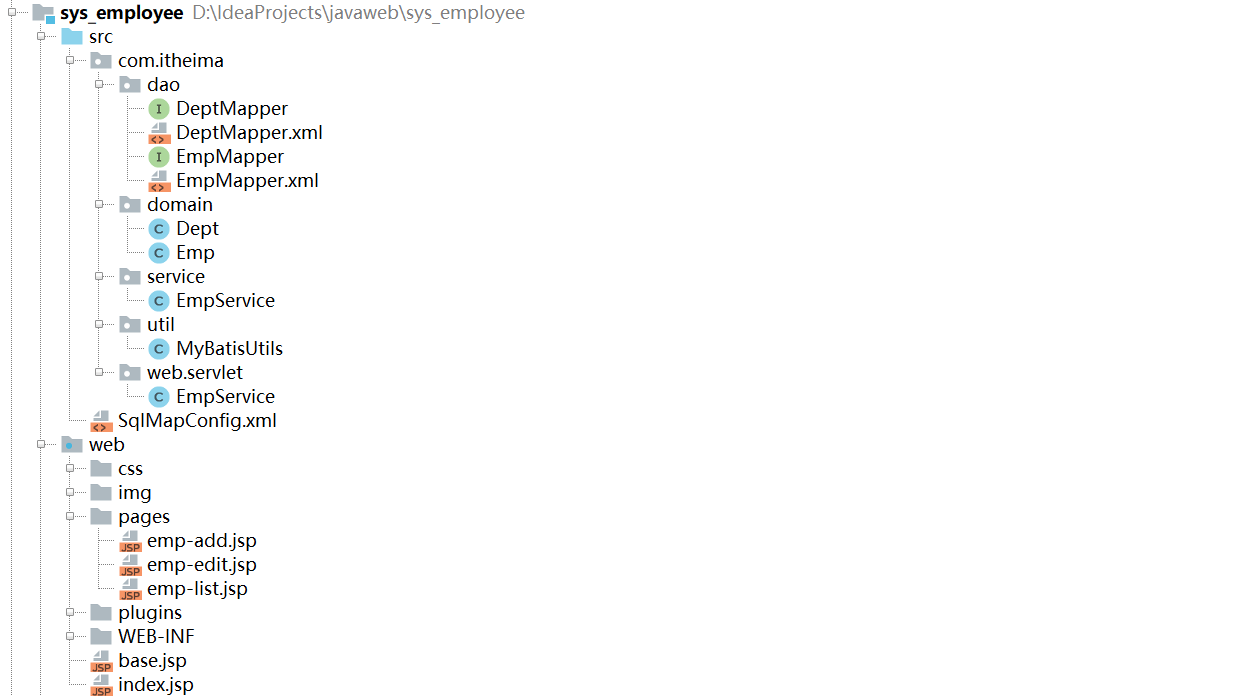 sys_employee D:\IdeaProjects\javaweb\sys_employee
src
com.itheima
dao
I DeptMapper
<> DeptMapper.xml
I EmpMapper
<> EmpMapper.xml
domain
C Dept
C Emp
service
C EmpService
util
C MyBatisUtils
web.servlet
C EmpService
<> SqlMapConfig.xml
web
css
img
pages
JSP emp-add.jsp
JSP emp-edit.jsp
JSP emp-list.jsp
plugins
WEB-INF
JSP base.jsp
JSP index.jsp